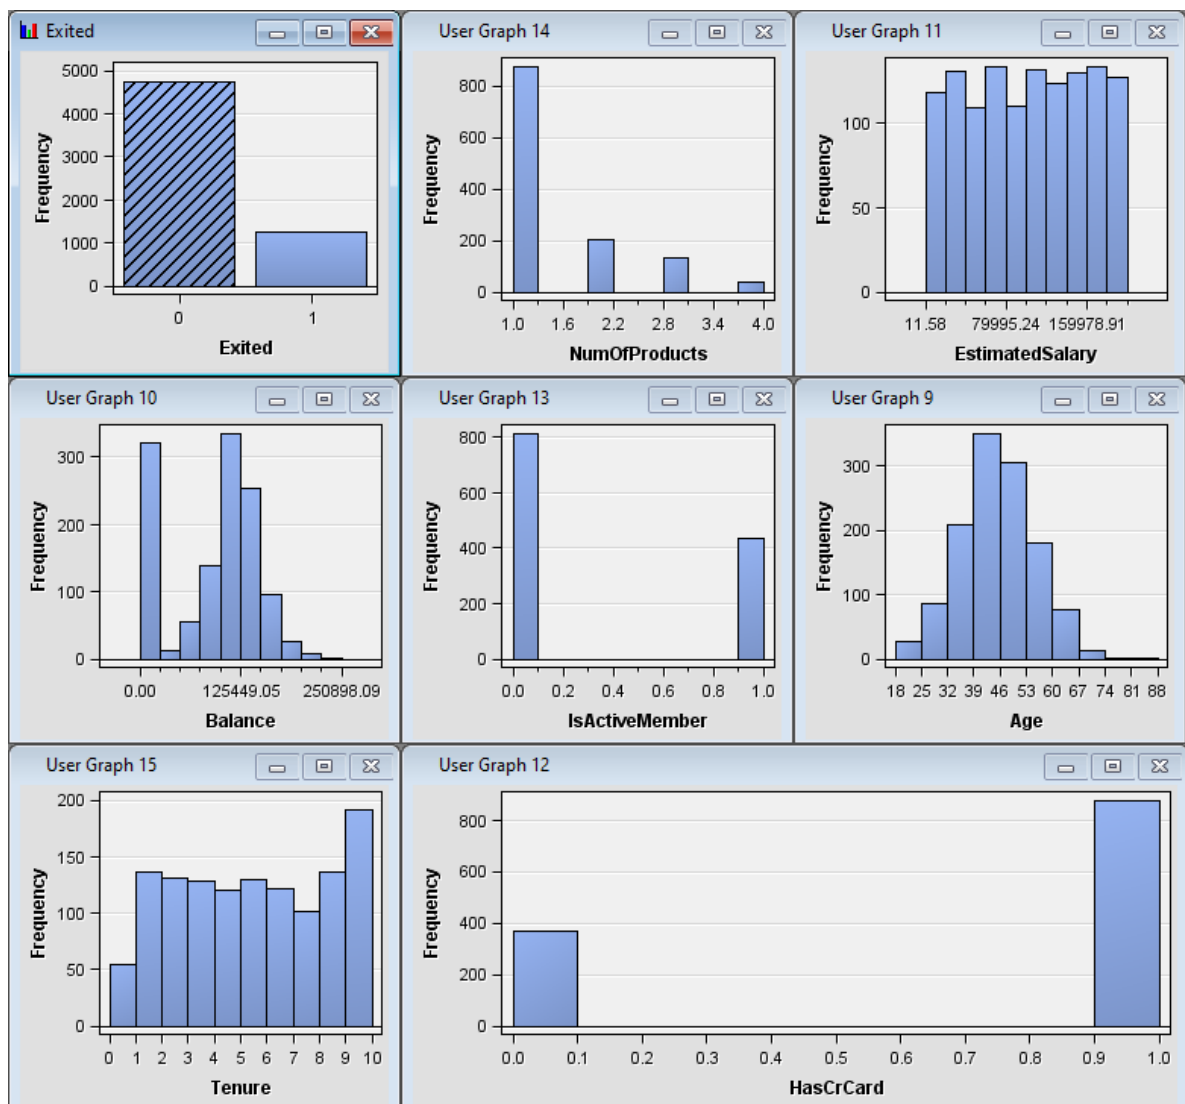 Exited
5000
4000
3000
2000
1000
0
Frequency
0 1
Exited
User Graph 14
800
600
400
200
0
Frequency
1.0 1.6 2.2 2.8 3.4 4.0
NumOfProducts
User Graph 11
100
50
0
Frequency
11.58 79995.24 159978.91
EstimatedSalary
User Graph 10
300
200
100
0
Frequency
0.00 125449.05 250898.09
Balance
User Graph 13
800
600
400
200
0
Frequency
0.0 0.2 0.4 0.6 0.8 1.0
IsActiveMember
User Graph 9
300
200
100
0
Frequency
18 25 32 39 46 53 60 67 74 81 88
Age
User Graph 15
200
150
100
50
0
Frequency
0 1 2 3 4 5 6 7 8 9 10
Tenure
User Graph 12
800
600
400
200
0
Frequency
0.0 0.1 0.2 0.3 0.4 0.5 0.6 0.7 0.8 0.9 1.0
HasCrCard